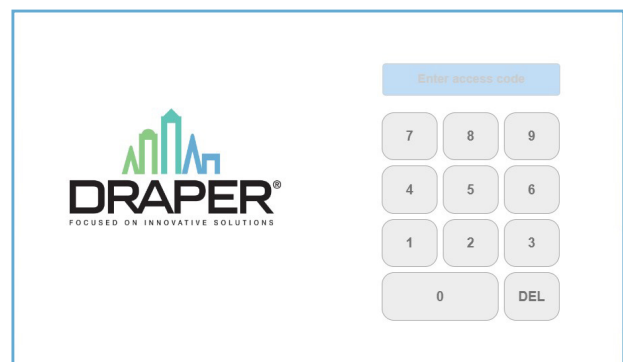 DRAPER®
FOCUSED ON INNOVATIVE SOLUTIONS
Enter access code
7 8 9
4 5 6
1 2 3
0 DEL